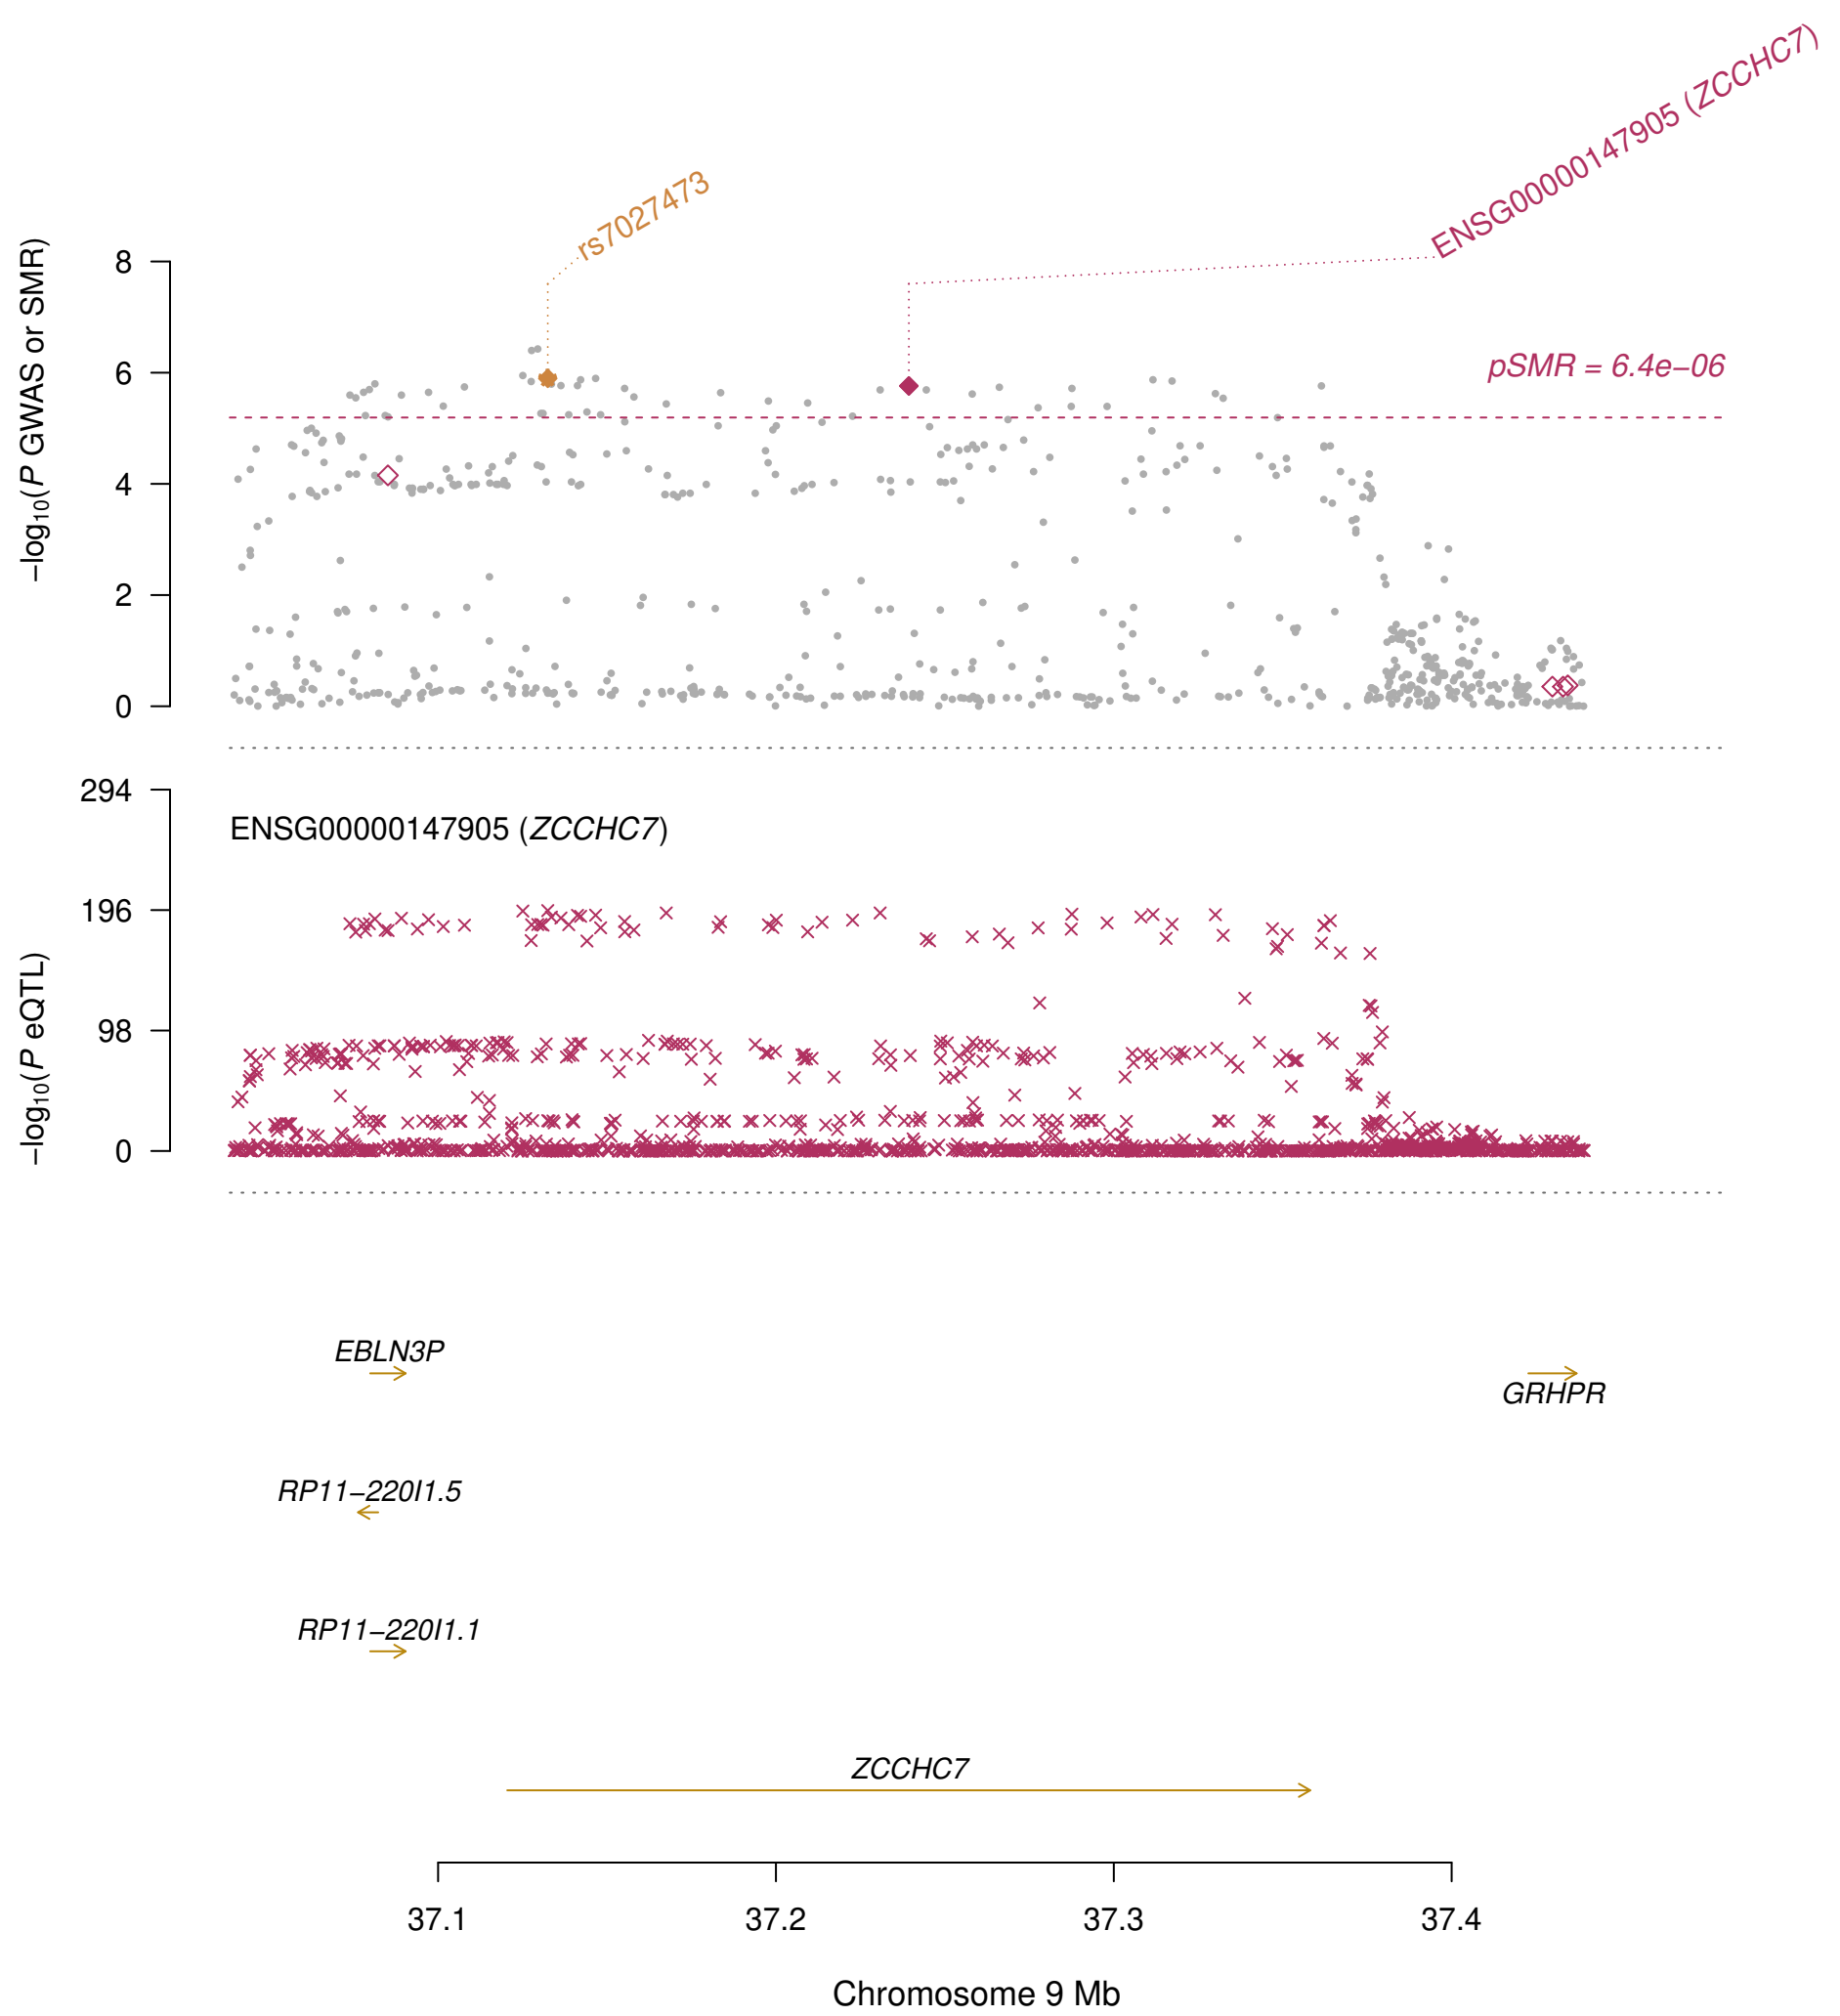 ENSG00000147905 (ZCCHC7)
rs7027473
−log10(P GWAS or SMR)
8
6
4
2
0
pSMR = 6.4e−06
294
196
98
0
−log10(P eQTL)
ENSG00000147905 (ZCCHC7)
EBLN3P
GRHPR
RP11−220I1.5
RP11−220I1.1
ZCCHC7
37.1 37.2 37.3 37.4
Chromosome 9 Mb